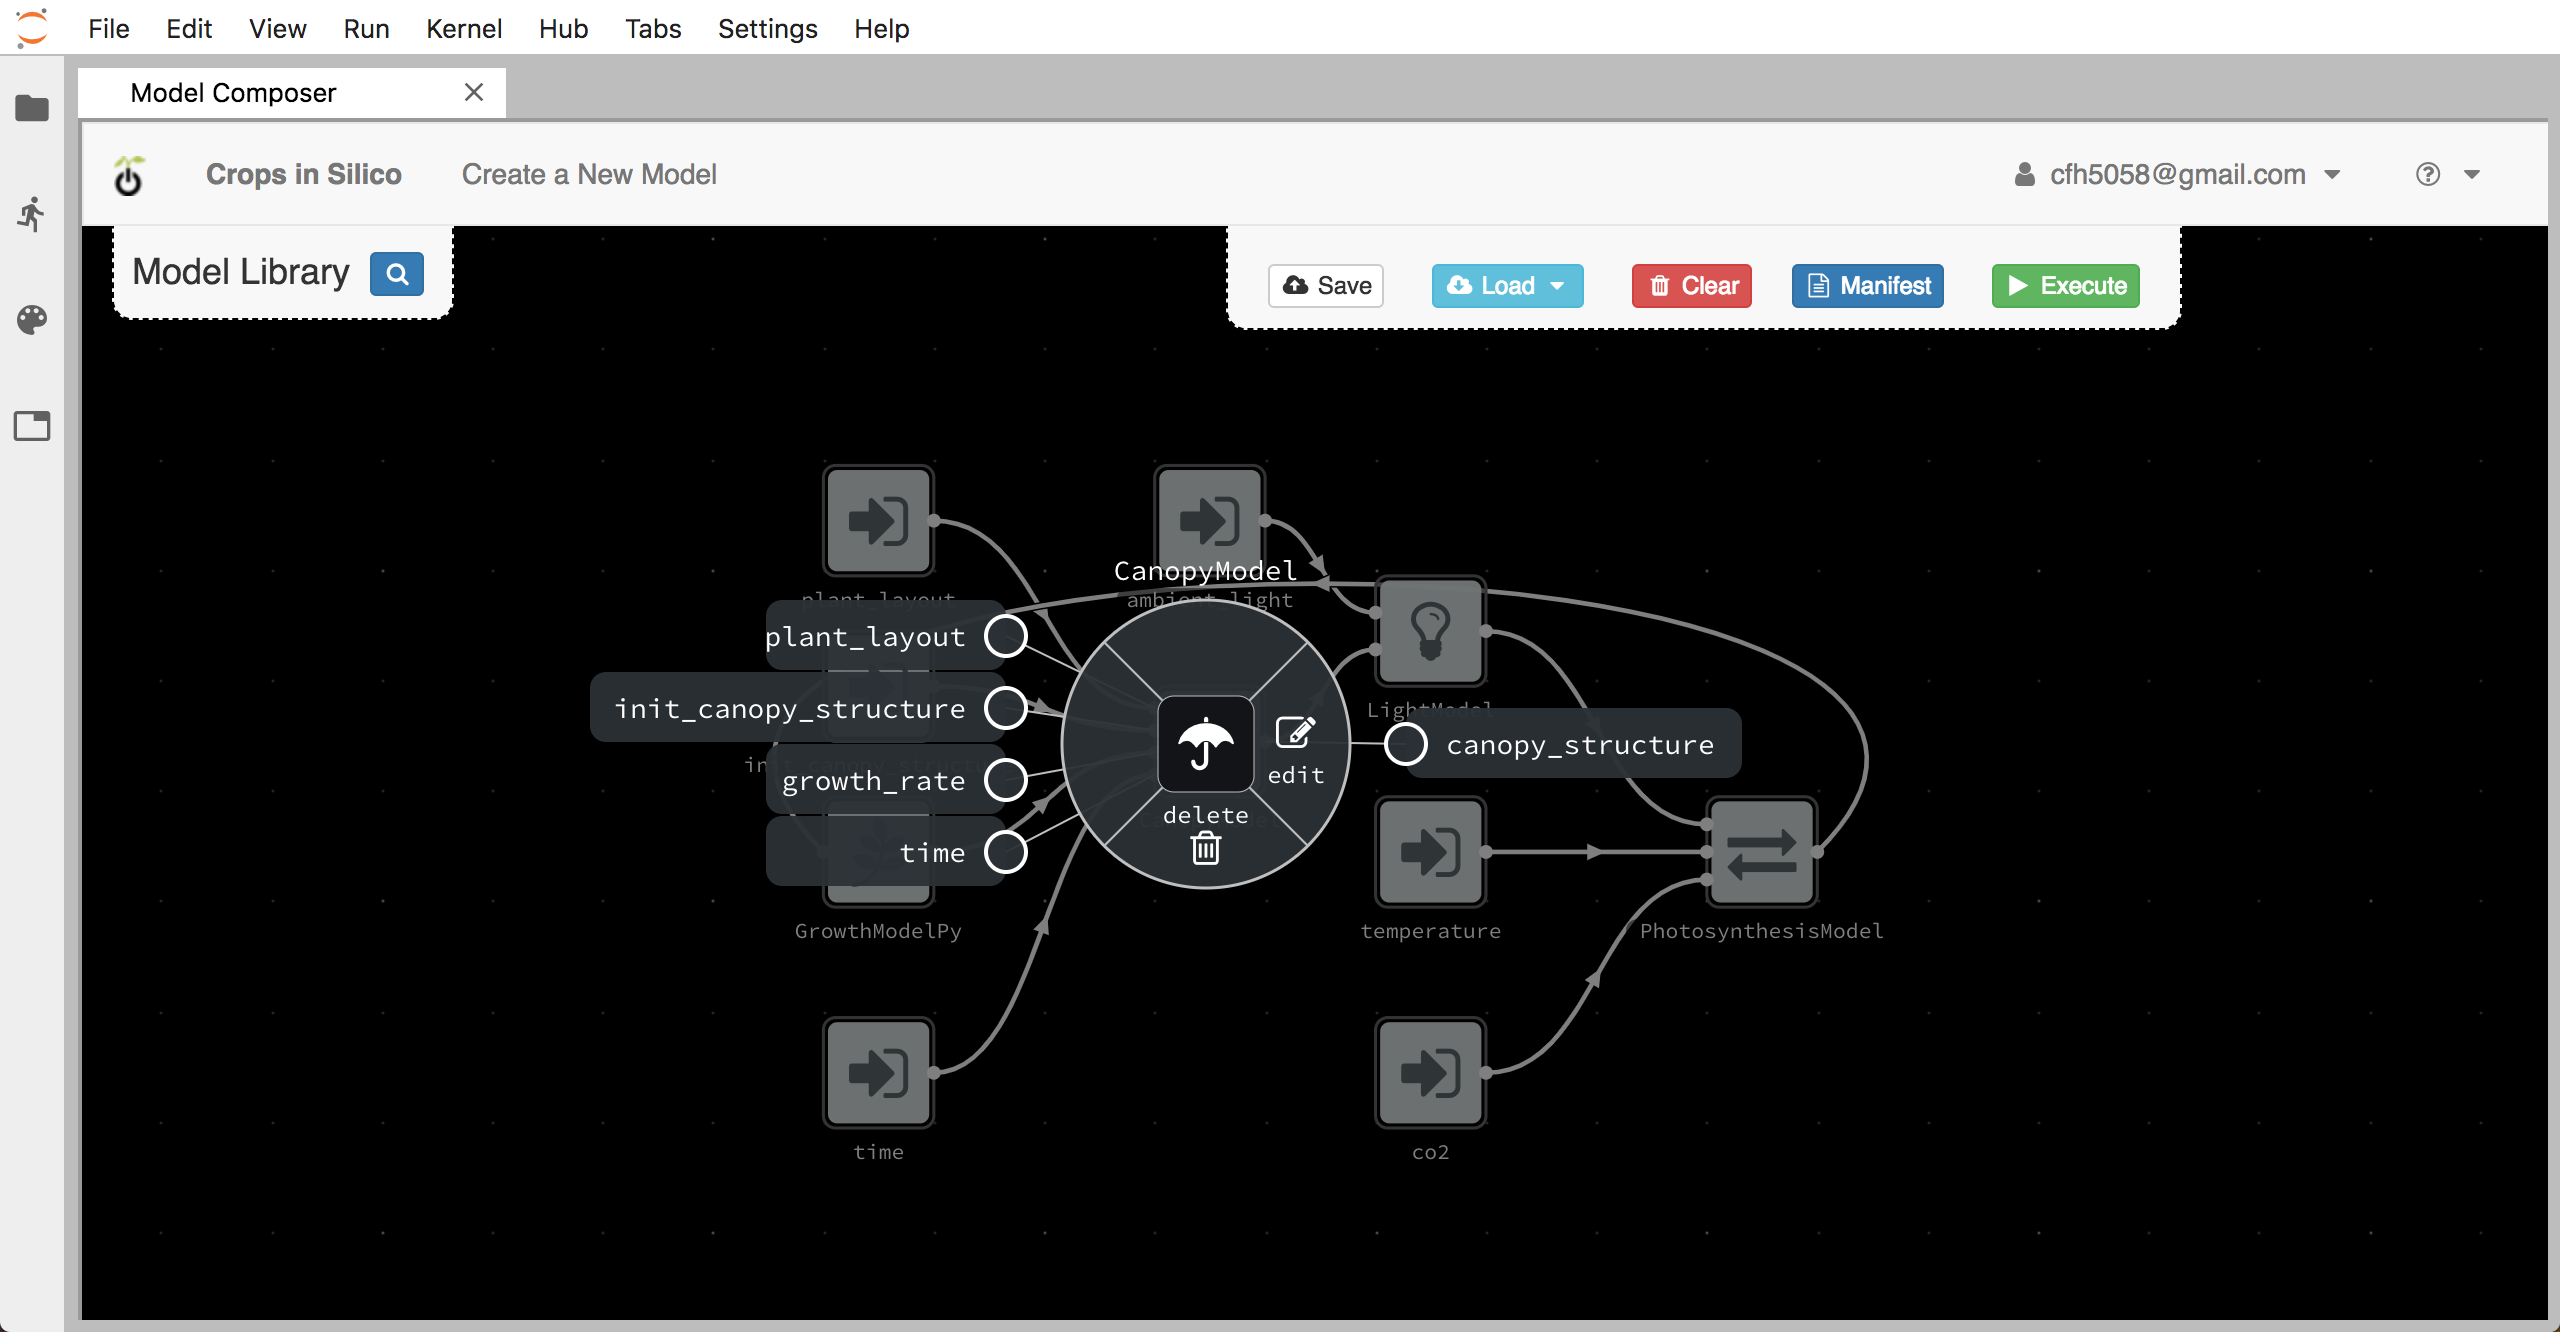 File Edit View Run Kernel Hub Tabs Settings Help
Model Composer
Crops in Silico Create a New Model cfh5058@gmail.com
Model Library
Save Load Clear Manifest Execute
CanopyModel
plant_layout ambient_light
plant_layout
init_canopy_structure
LightModel
canopy_structure
growth_rate
edit
delete
time
GrowthModelPy temperature PhotosynthesisModel
time co2